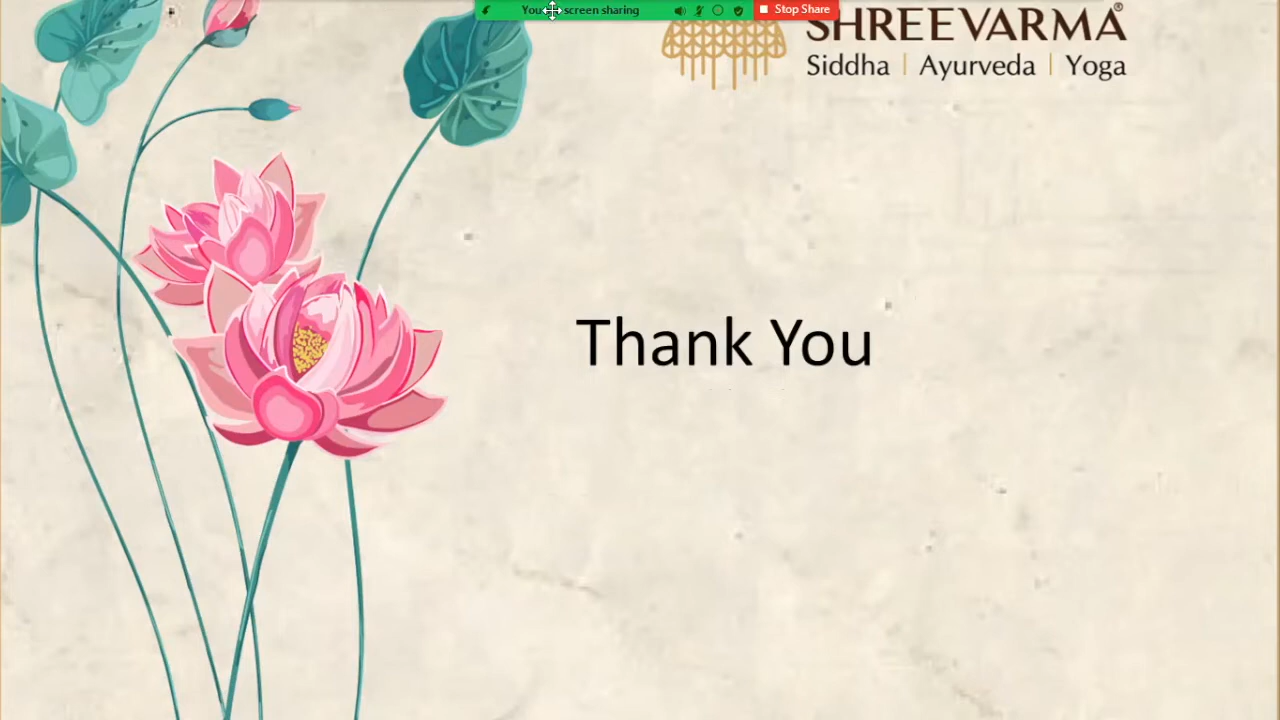 You screen sharing
Stop Share
SHREEVARMA®
Siddha | Ayurveda | Yoga
Thank You